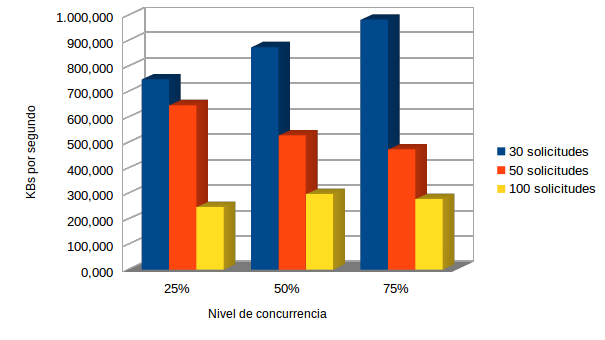 1.000,000
900,000
800,000
700,000
600,000
500,000
400,000
300,000
200,000
100,000
0,000
KBs por segundo
25%
50%
75%
Nivel de concurrencia
30 solicitudes
50 solicitudes
100 solicitudes